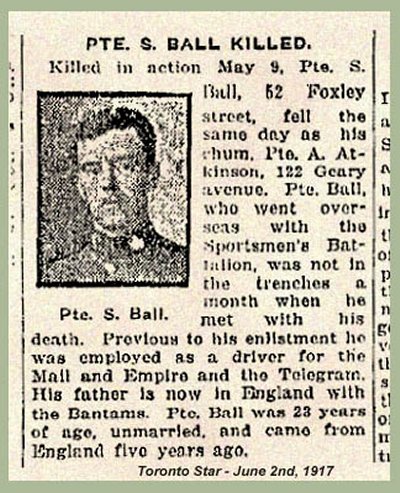 PTE. S. BALL KILLED.
Killed in action May 9, Pte. S.
Ball, 52 Foxley
street, fell the
same day as his
chum, Pte. A. At-
kinson, 122 Geary
avenue. Pte. Ball,
who went over-
seas with the
Sportsmen's Bat-
talion, was not in
the trenches a
month when he
met with his
Pte. S. Ball.
death. Previous to his enlistment he
was employed as a driver for the
Mail and Empire and the Telegram.
His father is now in England with
the Bantams. Pte. Ball was 23 years
of age, unmarried, and came from
England five years ago.
Toronto Star - June 2nd, 1917